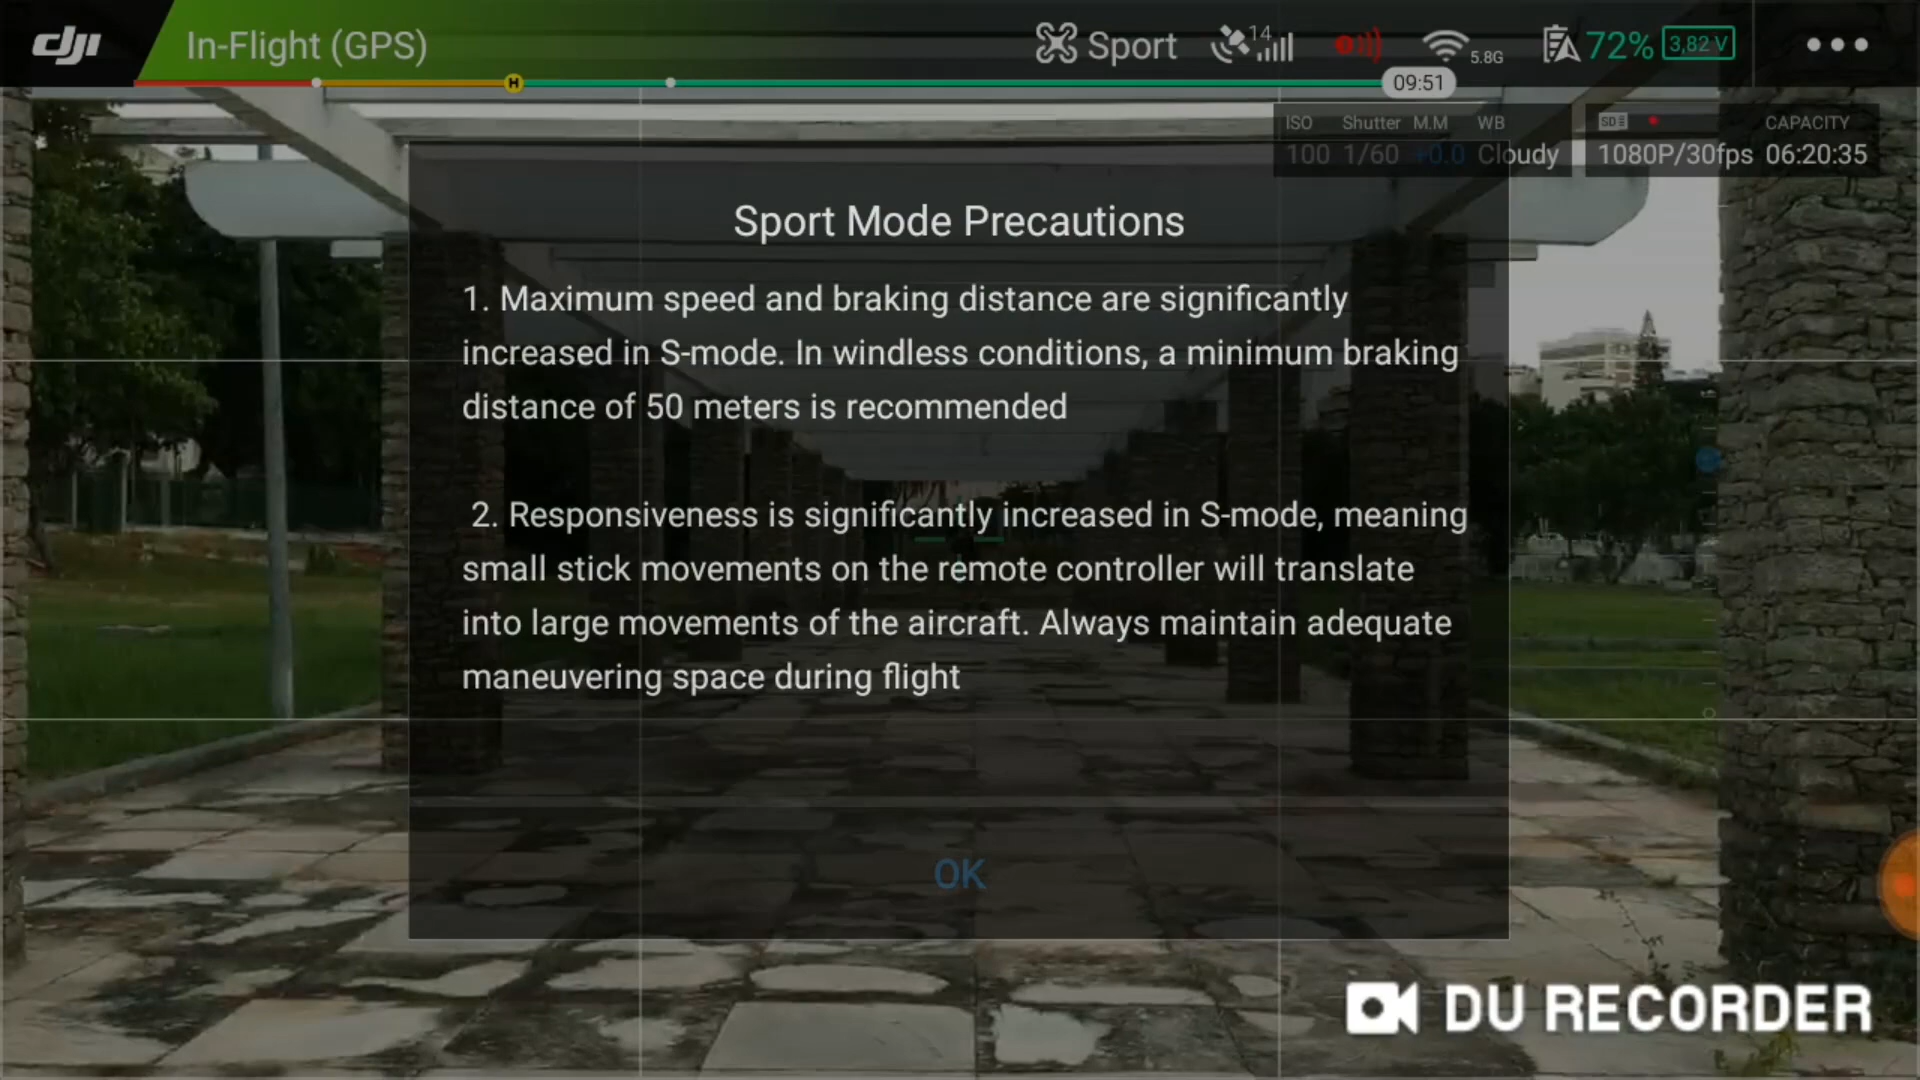 dji In-Flight (GPS) Sport 14 5.8G 72% 3,82 V
H 09:51
ISO Shutter M.M WB SD CAPACITY
100 1/60 +0.0 Cloudy 1080P/30fps 06:20:35
Sport Mode Precautions
1. Maximum speed and braking distance are significantly
increased in S-mode. In windless conditions, a minimum braking
distance of 50 meters is recommended
2. Responsiveness is significantly increased in S-mode, meaning
small stick movements on the remote controller will translate
into large movements of the aircraft. Always maintain adequate
maneuvering space during flight
OK
DU RECORDER